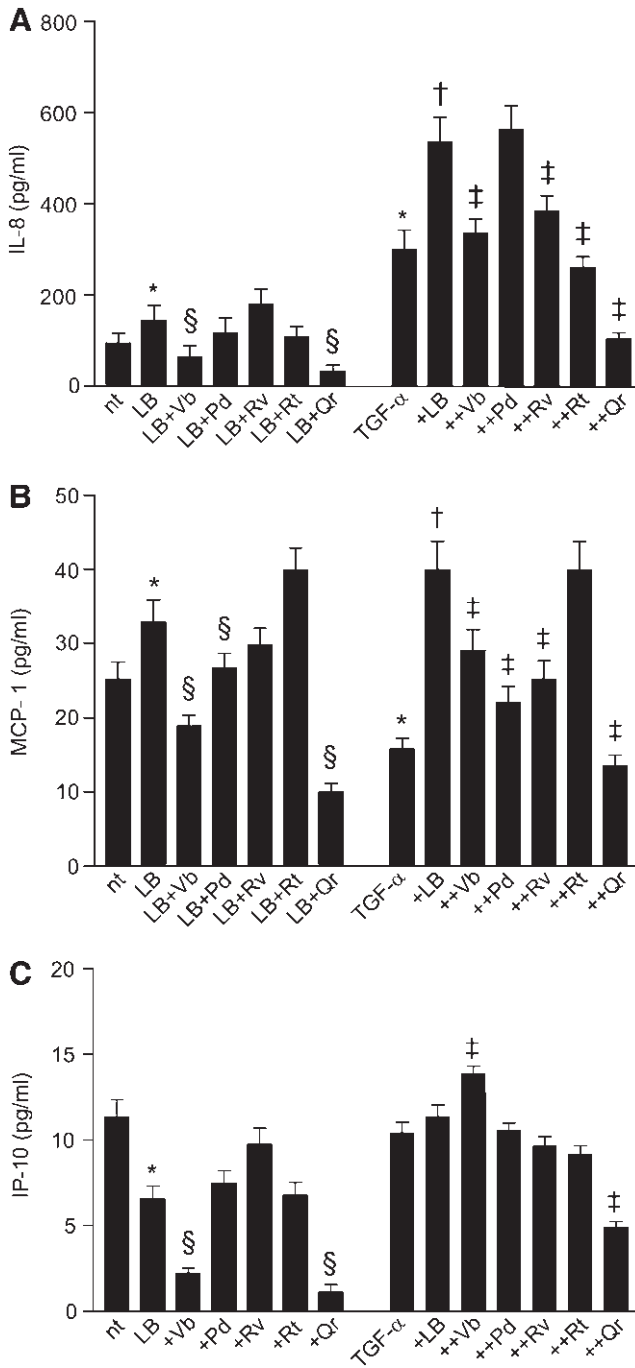 A
IL-8 (pg/ml)
800
600
400
200
0
* § § * † ‡ ‡ ‡ ‡
nt LB LB+Vb LB+Pd LB+Rv LB+Rt LB+Qr TGF-α +LB ++Vb ++Pd ++Rv ++Rt ++Qr
B
MCP- 1 (pg/ml)
50
40
30
20
10
0
* § § § * † ‡ ‡ ‡ ‡
nt LB LB+Vb LB+Pd LB+Rv LB+Rt LB+Qr TGF-α +LB ++Vb ++Pd ++Rv ++Rt ++Qr
C
IP-10 (pg/ml)
20
15
10
5
0
* § § ‡ ‡
nt LB +Vb +Pd +Rv +Rt +Qr TGF-α +LB ++Vb ++Pd ++Rv ++Rt ++Qr